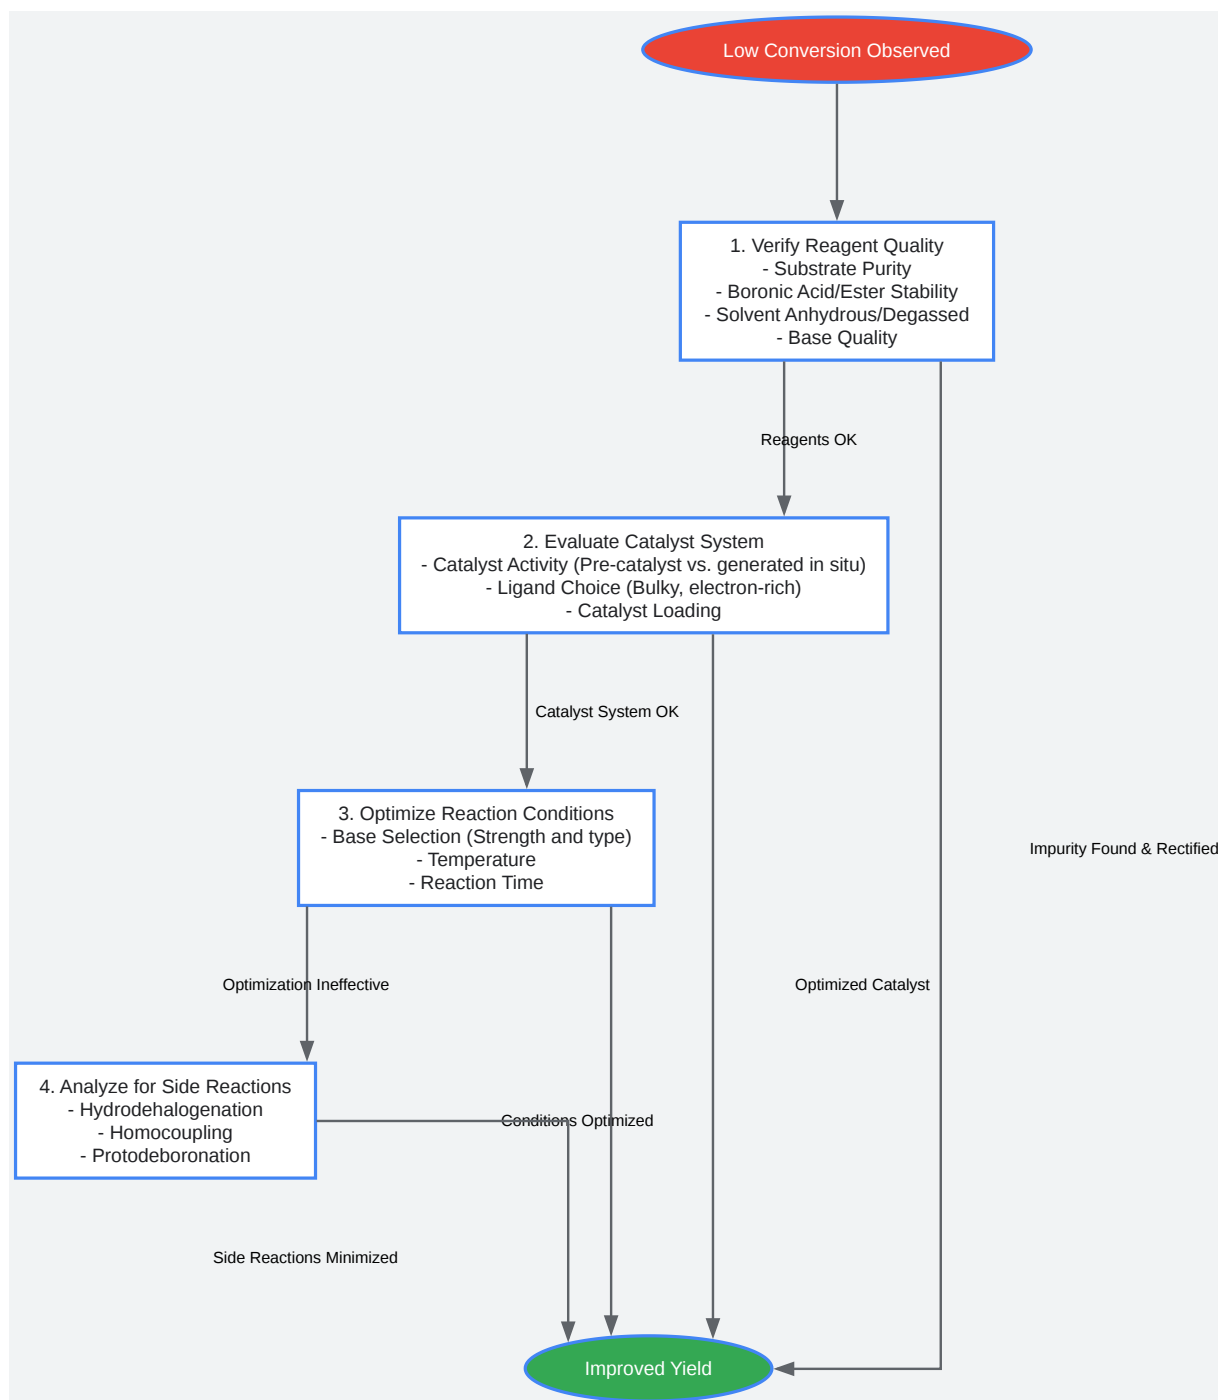 Low Conversion Observed
1. Verify Reagent Quality
- Substrate Purity
- Boronic Acid/Ester Stability
- Solvent Anhydrous/Degassed
- Base Quality
Reagents OK
2. Evaluate Catalyst System
- Catalyst Activity (Pre-catalyst vs. generated in situ)
- Ligand Choice (Bulky, electron-rich)
- Catalyst Loading
Catalyst System OK
3. Optimize Reaction Conditions
- Base Selection (Strength and type)
- Temperature
- Reaction Time
Impurity Found & Rectified
Optimization Ineffective
Optimized Catalyst
4. Analyze for Side Reactions
- Hydrodehalogenation
- Homocoupling
- Protodeboronation
Conditions Optimized
Side Reactions Minimized
Improved Yield